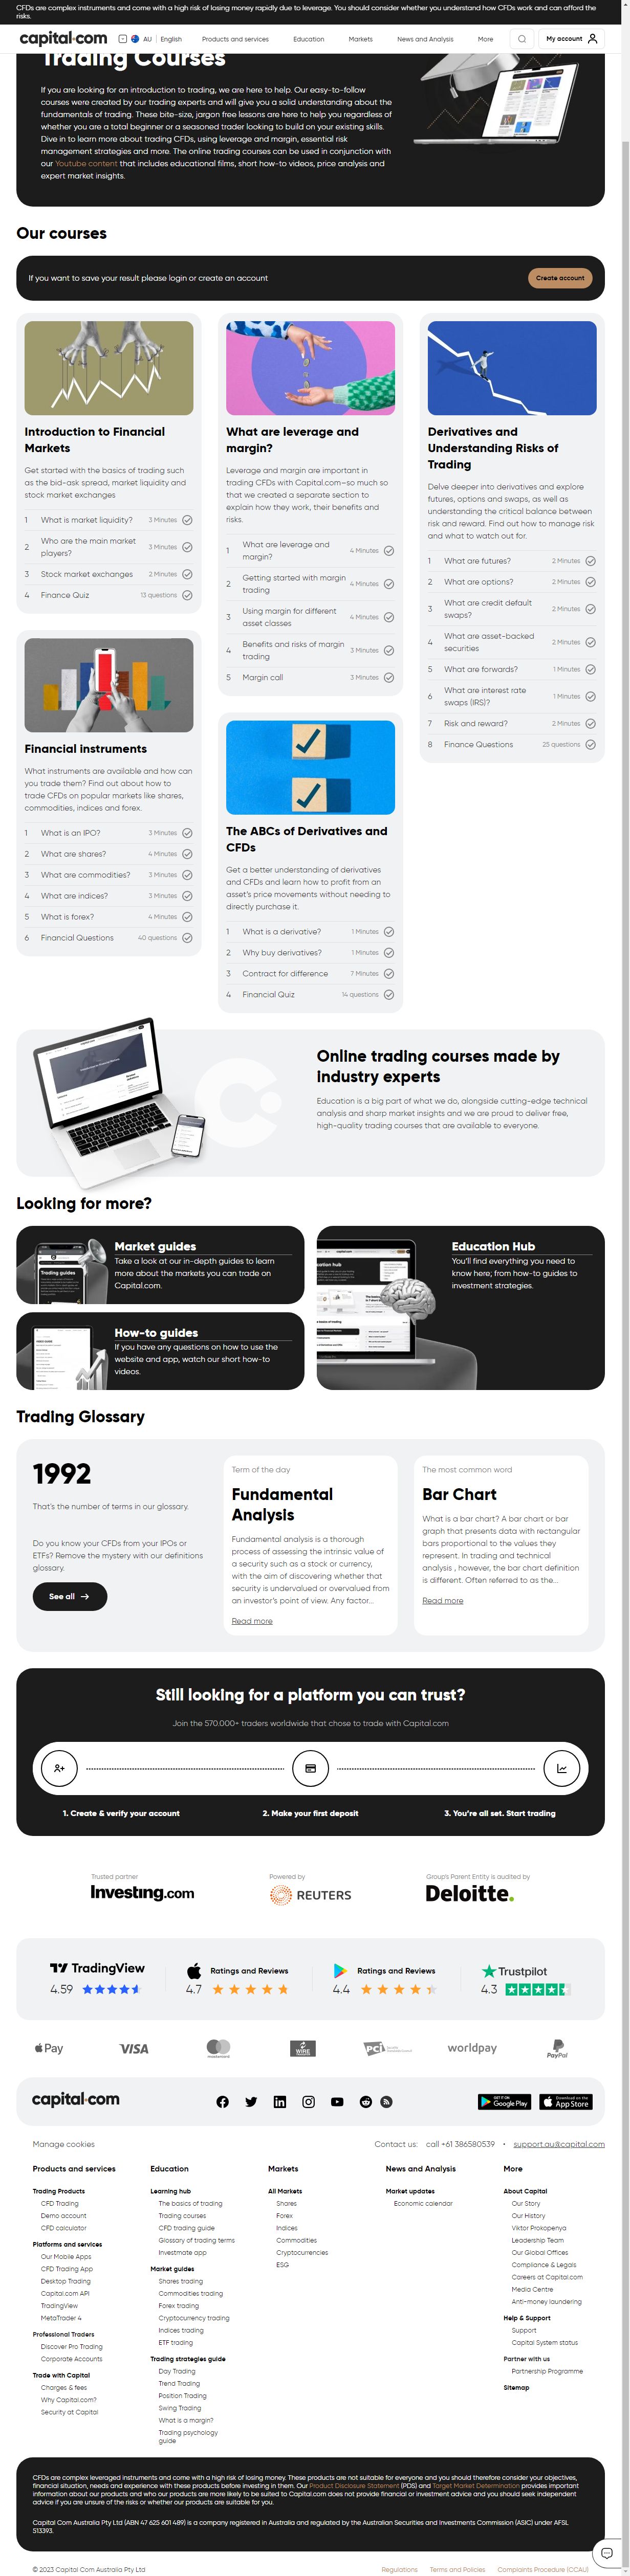 CFDs are complex instruments and come with a high risk of losing money rapidly due to leverage. You should consider whether you understand how CFDs work and can afford the
risks.
capital.com
AU
English
Products and services
Education
Markets
News and Analysis
More
My account
Trading Courses
If you are looking for an introduction to trading, we are here to help. Our easy-to-follow
courses were created by our trading experts and will give you a solid understanding about the
fundamentals of trading. These bite-size, jargon free lessons are here to help you regardless of
whether you are a total beginner or a seasoned trader looking to build on your existing skills.
Dive in to learn more about trading CFDs, using leverage and margin, essential risk
management strategies and more. The online trading courses can be used in conjunction with
our Youtube content that includes educational films, short how-to videos, price analysis and
expert market insights.
Our courses
If you want to save your result please login or create an account
Create account
Introduction to Financial
Markets
Get started with the basics of trading such
as the bid-ask spread, market liquidity and
stock market exchanges
1 What is market liquidity? 3 Minutes
2 Who are the main market
players? 3 Minutes
3 Stock market exchanges 2 Minutes
4 Finance Quiz 13 questions
What are leverage and
margin?
Leverage and margin are important in
trading CFDs with Capital.com–so much so
that we created a separate section to
explain how they work, their benefits and
risks.
1 What are leverage and
margin? 4 Minutes
2 Getting started with margin
trading 4 Minutes
3 Using margin for different
asset classes 4 Minutes
4 Benefits and risks of margin
trading 3 Minutes
5 Margin call 3 Minutes
Derivatives and
Understanding Risks of
Trading
Delve deeper into derivatives and explore
futures, options and swaps, as well as
understanding the critical balance between
risk and reward. Find out how to manage risk
and what to watch out for.
1 What are futures? 2 Minutes
2 What are options? 2 Minutes
3 What are credit default
swaps? 2 Minutes
4 What are asset-backed
securities 2 Minutes
5 What are forwards? 1 Minutes
6 What are interest rate
swaps (IRS)? 1 Minutes
7 Risk and reward? 2 Minutes
8 Finance Questions 25 questions
Financial instruments
What instruments are available and how can
you trade them? Find out about how to
trade CFDs on popular markets like shares,
commodities, indices and forex.
1 What is an IPO? 3 Minutes
2 What are shares? 4 Minutes
3 What are commodities? 3 Minutes
4 What are indices? 3 Minutes
5 What is forex? 4 Minutes
6 Financial Questions 40 questions
The ABCs of Derivatives and
CFDs
Get a better understanding of derivatives
and CFDs and learn how to profit from an
asset's price movements without needing to
directly purchase it.
1 What is a derivative? 1 Minutes
2 Why buy derivatives? 1 Minutes
3 Contract for difference 7 Minutes
4 Financial Quiz 14 questions
Online trading courses made by
industry experts
Education is a big part of what we do, alongside cutting-edge technical
analysis and sharp market insights and we are proud to deliver free,
high-quality trading courses that are available to everyone.
Looking for more?
Market guides
Take a look at our in-depth guides to learn
more about the markets you can trade on
Capital.com.
How-to guides
If you have any questions on how to use the
website and app, watch our short how-to
videos.
Education Hub
You'll find everything you need to
know here; from how-to guides to
investment strategies.
Trading Glossary
1992
That's the number of terms in our glossary.
Do you know your CFDs from your IPOs or
ETFs? Remove the mystery with our definitions
glossary.
See all
Term of the day
Fundamental
Analysis
Fundamental analysis is a thorough
process of assessing the intrinsic value of
a security such as a stock or currency,
with the aim of discovering whether that
security is undervalued or overvalued from
an investor's point of view. Any factor...
Read more
The most common word
Bar Chart
What is a bar chart? A bar chart or bar
graph that presents data with rectangular
bars proportional to the values they
represent. In trading and technical
analysis , however, the bar chart definition
is different. Often referred to as the...
Read more
Still looking for a platform you can trust?
Join the 570.000+ traders worldwide that chose to trade with Capital.com
1. Create & verify your account
2. Make your first deposit
3. You're all set. Start trading
Trusted partner
Investing.com
Powered by
REUTERS
Group's Parent Entity is audited by
Deloitte.
TradingView
4.59
Ratings and Reviews
4.7
Ratings and Reviews
4.4
Trustpilot
4.3
Pay
VISA
mastercard
WIRE
PCI
worldpay
PayPal
capital.com
GET IT ON
Google Play
Download on the
App Store
Manage cookies
Contact us: call +61 386580539 • support.au@capital.com
Products and services
Trading Products
CFD Trading
Demo account
CFD calculator
Platforms and services
Our Mobile Apps
CFD Trading App
Desktop Trading
Capital.com API
TradingView
MetaTrader 4
Professional Traders
Discover Pro Trading
Corporate Accounts
Trade with Capital
Charges & fees
Why Capital.com?
Security at Capital
Education
Learning hub
The basics of trading
Trading courses
CFD trading guide
Glossary of trading terms
Investmate app
Market guides
Shares trading
Commodities trading
Forex trading
Cryptocurrency trading
Indices trading
ETF trading
Trading strategies guide
Day Trading
Trend Trading
Position Trading
Swing Trading
What is a margin?
Trading psychology
guide
Markets
All Markets
Shares
Forex
Indices
Commodities
Cryptocurrencies
ESG
News and Analysis
Market updates
Economic calendar
More
About Capital
Our Story
Our History
Viktor Prokopenya
Leadership Team
Our Global Offices
Compliance & Legals
Careers at Capital.com
Media Centre
Anti-money laundering
Help & Support
Support
Capital System status
Partner with us
Partnership Programme
Sitemap
CFDs are complex leveraged instruments and come with a high risk of losing money. These products are not suitable for everyone and you should therefore consider your objectives,
financial situation, needs and experience with these products before investing in them. Our Product Disclosure Statement (PDS) and Target Market Determination provides important
information about our products and who our products are more likely to be suited to Capital.com does not provide financial or investment advice and you should seek independent
advice if you are unsure of the risks or whether our products are suitable for you.
Capital Com Australia Pty Ltd (ABN 47 625 601 489) is a company registered in Australia and regulated by the Australian Securities and Investments Commission (ASIC) under AFSL
513393.
© 2023 Capital Com Australia Pty Ltd
Regulations
Terms and Policies
Complaints Procedure (CCAU)